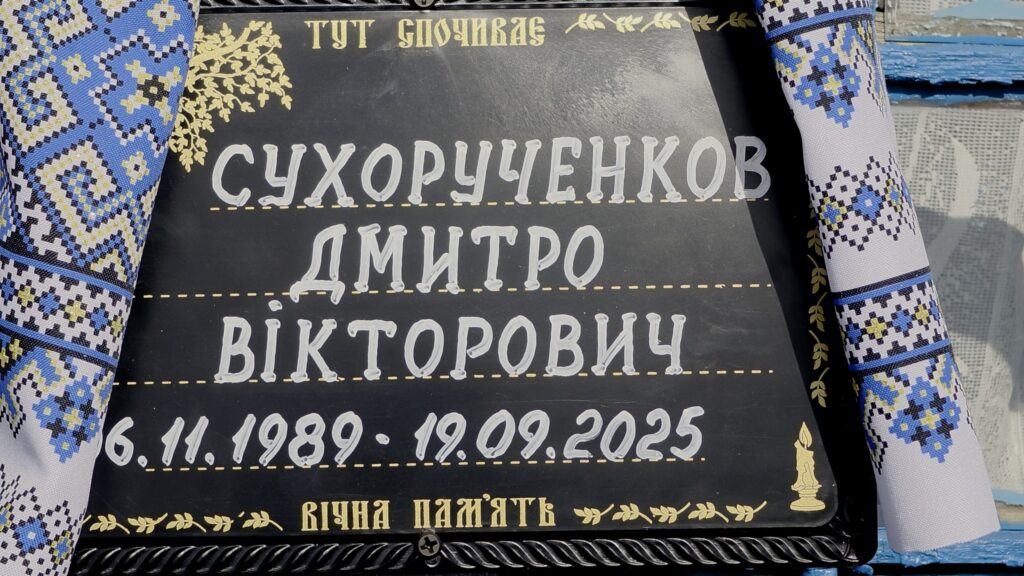 ТУТ СПОЧИВАЄ
СУХОРУЧЕНКОВ
ДМИТРО
ВІКТОРОВИЧ
6.11.1989 - 19.09.2025
ВІЧНА ПАМ'ЯТЬ